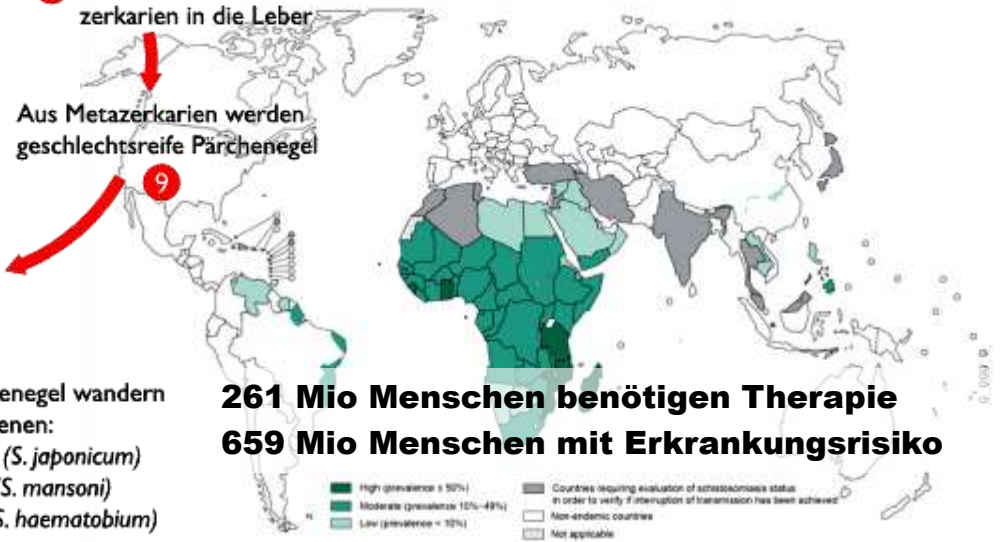 zerkarien in die Leber
Aus Metazerkarien werden
geschlechtsreife Pärchenegel
9
enegel wandern
enen:
(S. japonicum)
S. mansoni)
S. haematobium)
261 Mio Menschen benötigen Therapie
659 Mio Menschen mit Erkrankungsrisiko
High (prevalence ≥ 50%)
Moderate (prevalence 10%-49%)
Low (prevalence < 10%)
Countries requiring evaluation of schistosomiasis status
in order to verify if interruption of transmission has been achieved
Non-endemic countries
Not applicable